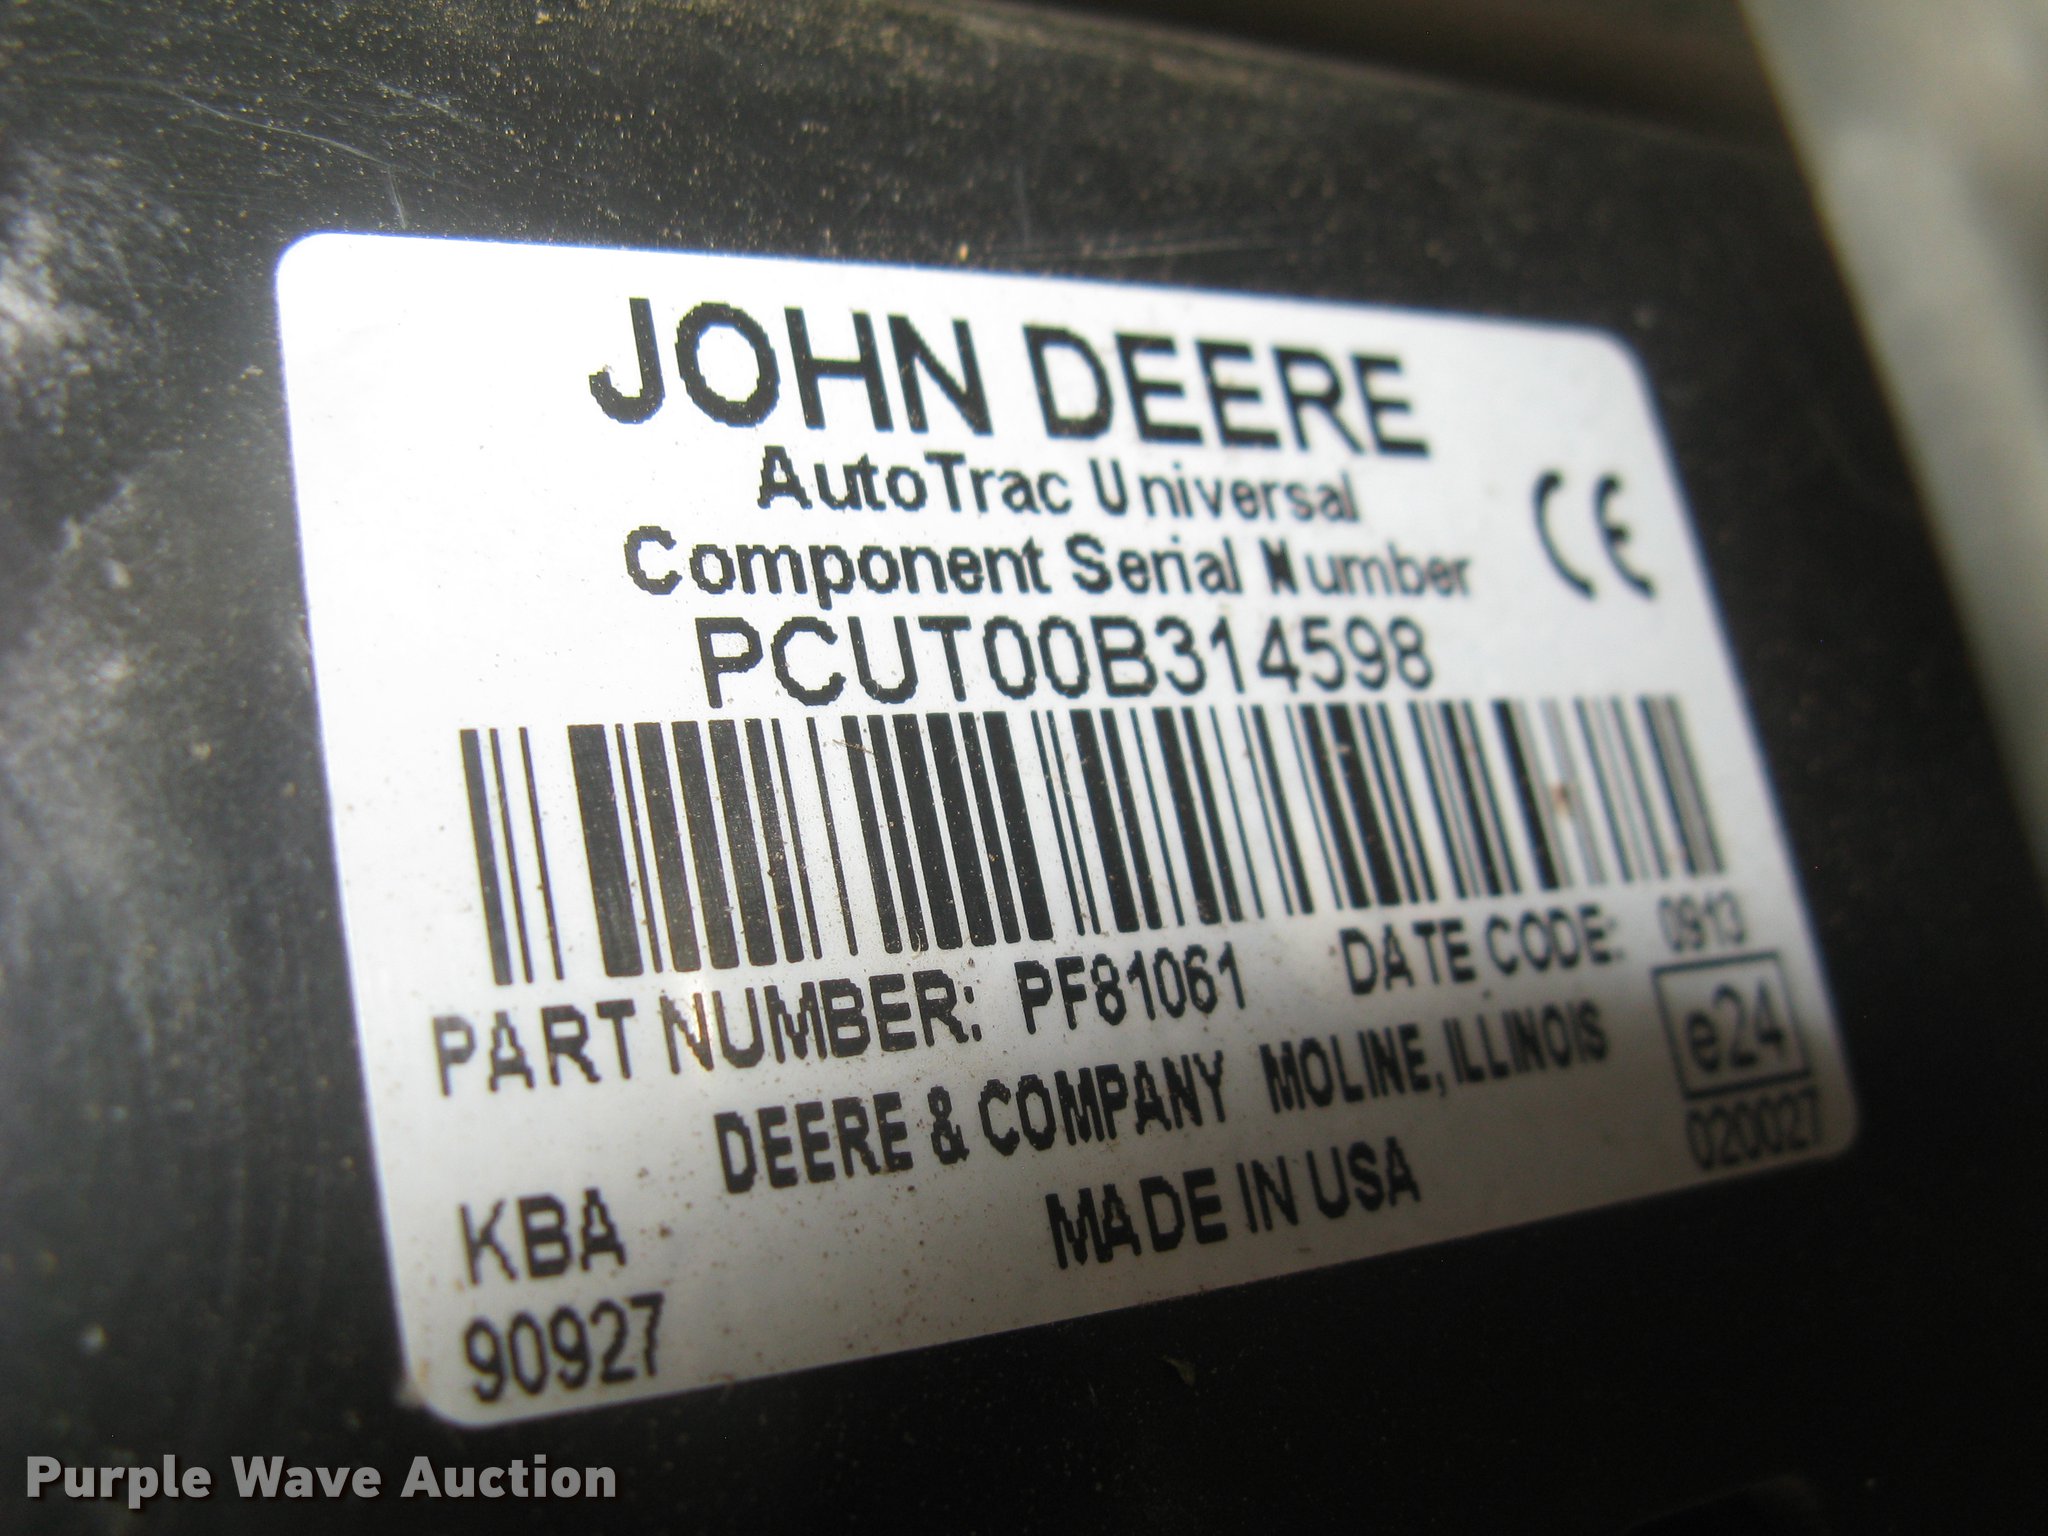 JOHN DEERE
AutoTrac Universal
Component Serial Number
CE
PCUT00B314598
PART NUMBER: PF81061 DATE CODE: 0913
DEERE & COMPANY MOLINE, ILLINOIS
e24
020027
MADE IN USA
KBA
90927
Purple Wave Auction